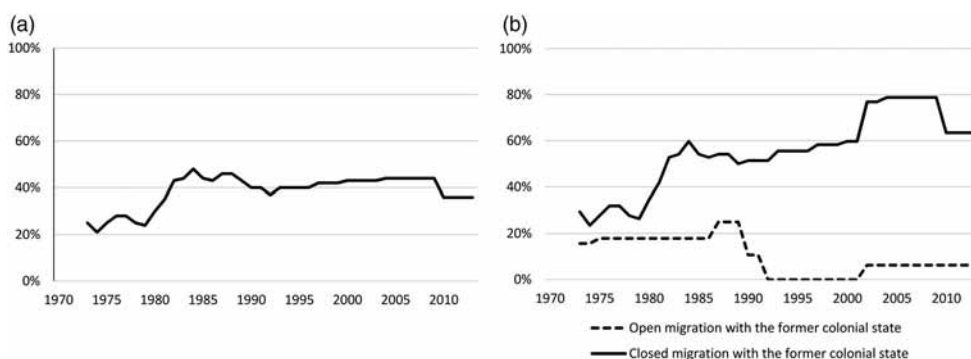 (a)
100%
80%
60%
40%
20%
0%
1970 1975 1980 1985 1990 1995 2000 2005 2010
(b)
100%
80%
60%
40%
20%
0%
1970 1975 1980 1985 1990 1995 2000 2005 2010
Open migration with the former colonial state
Closed migration with the former colonial state